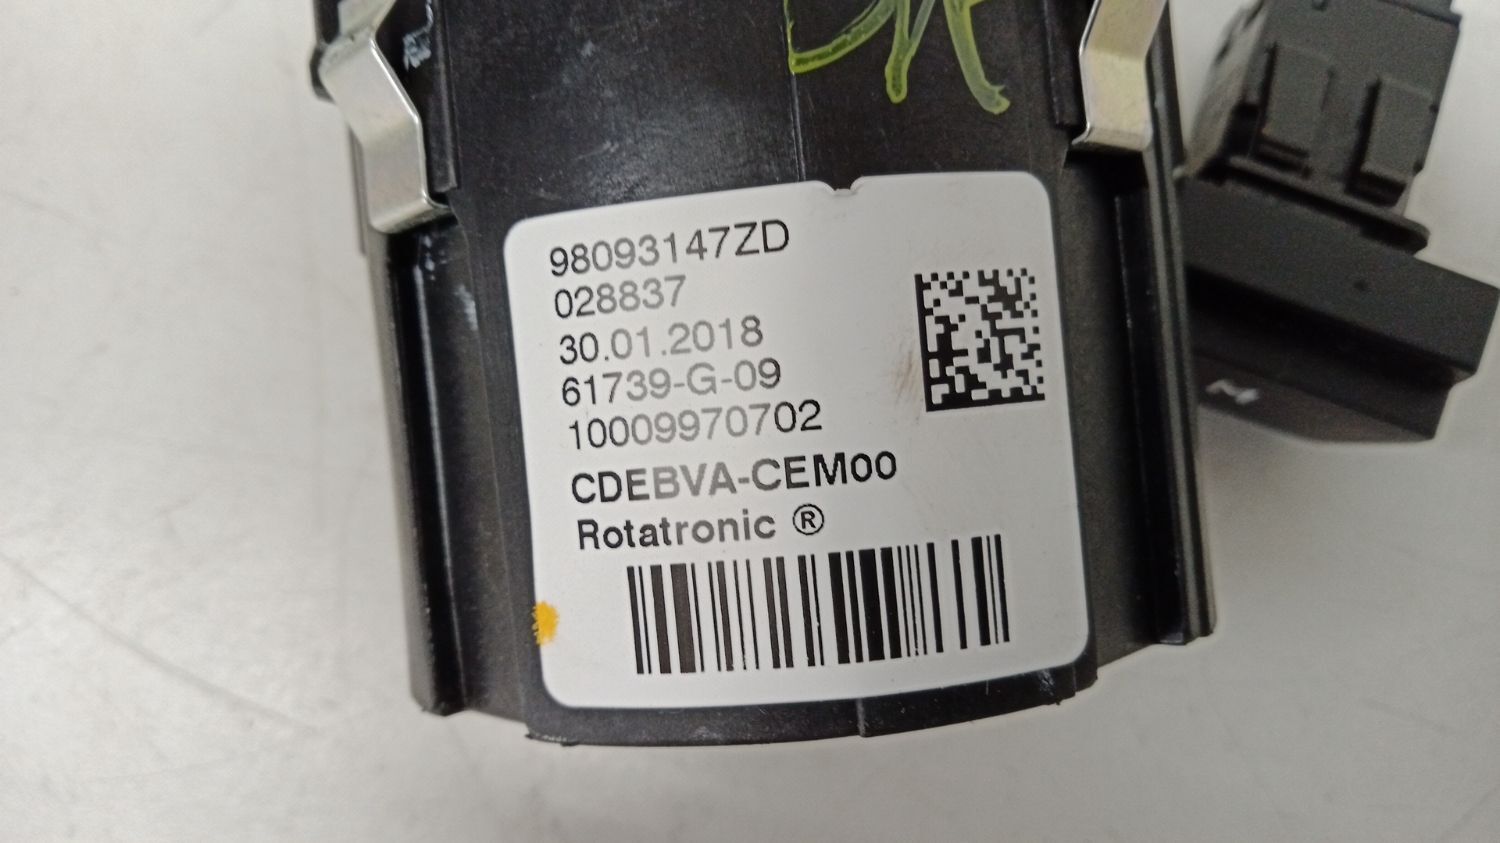 98093147ZD
028837
30.01.2018
61739-G-09
10009970702
CDEBVA-CEM00
Rotatronic ®